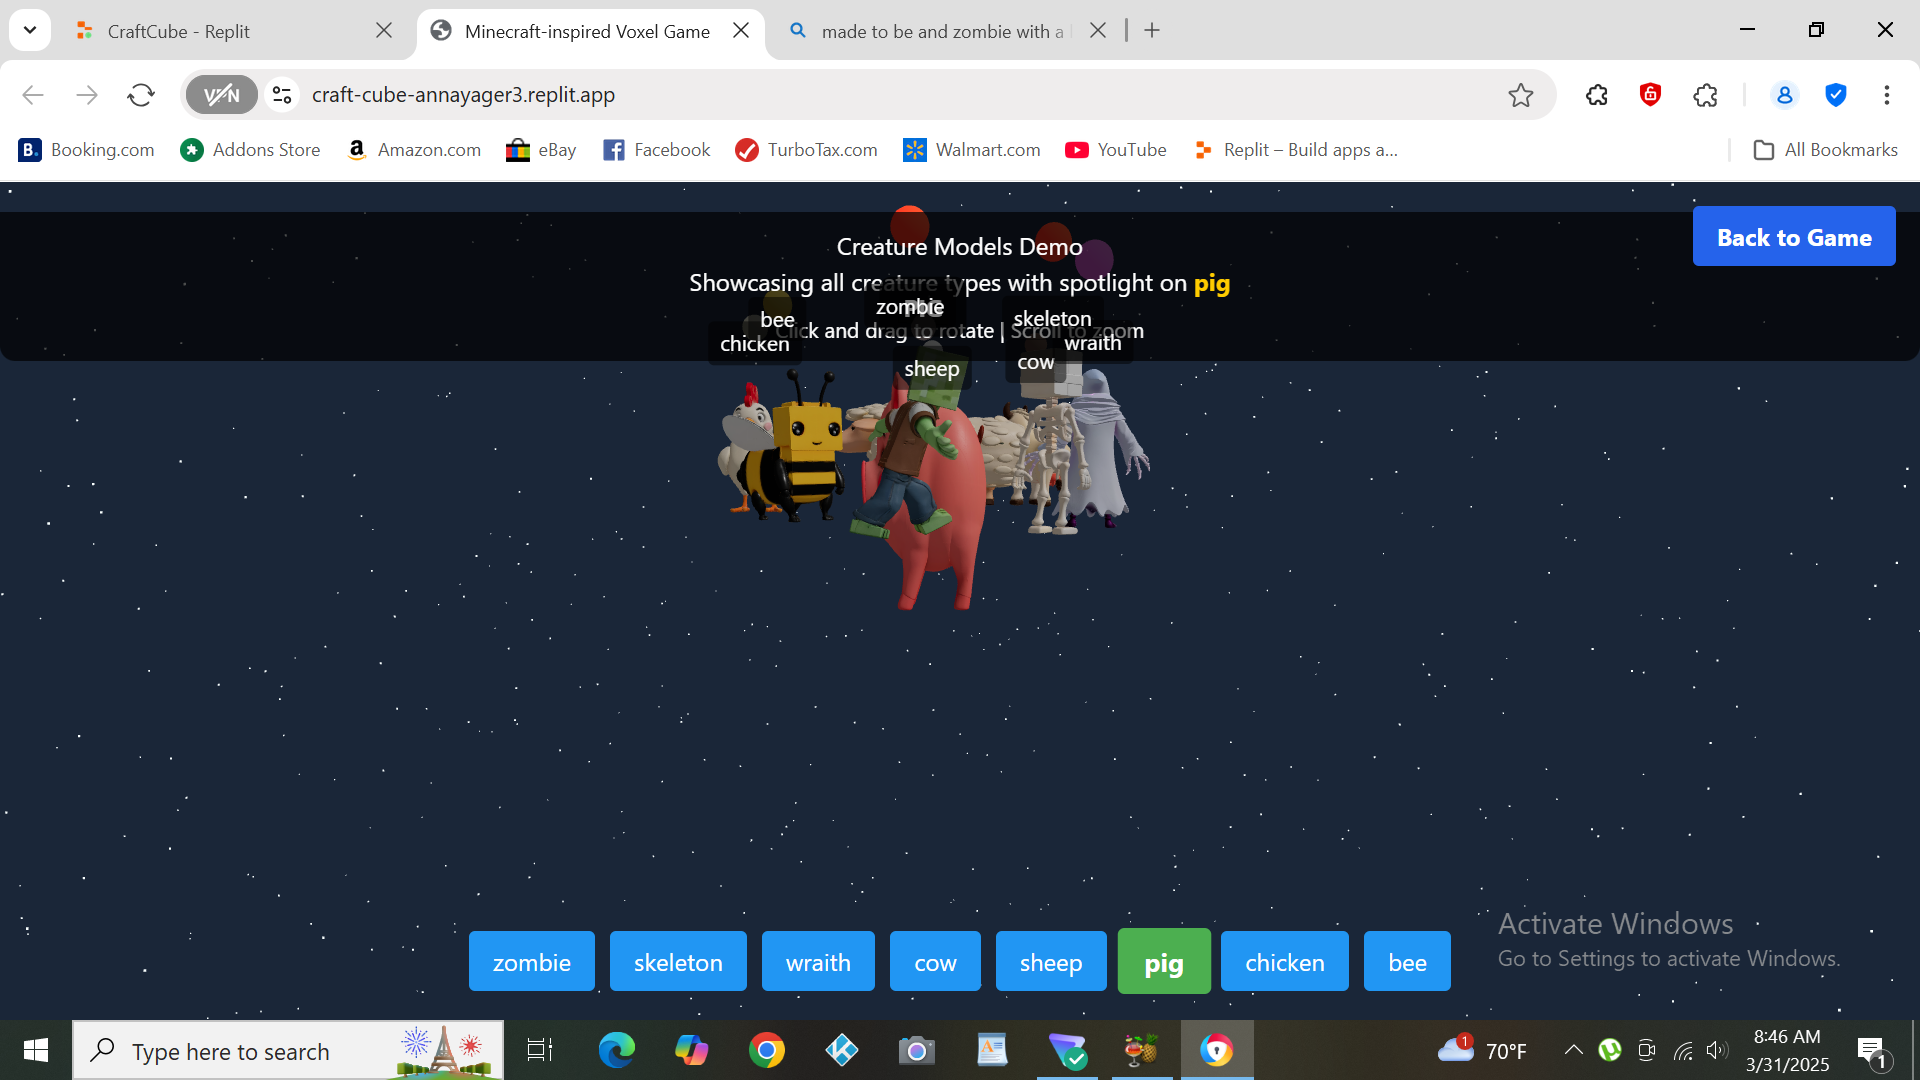 CraftCube - Replit
Minecraft-inspired Voxel Game
made to be and zombie with a
VPN
craft-cube-annayager3.replit.app
B. Booking.com
Addons Store
a Amazon.com
eBay
Facebook
TurboTax.com
Walmart.com
YouTube
Replit – Build apps a...
All Bookmarks
Back to Game
Creature Models Demo
Showcasing all creature types with spotlight on pig
Click and drag to rotate | Scroll to zoom
zombie
PIG
bee
skeleton
chicken
wraith
cow
sheep
zombie
skeleton
wraith
cow
sheep
pig
chicken
bee
Activate Windows
Go to Settings to activate Windows.
Type here to search
1
70°F
8:46 AM
3/31/2025
1